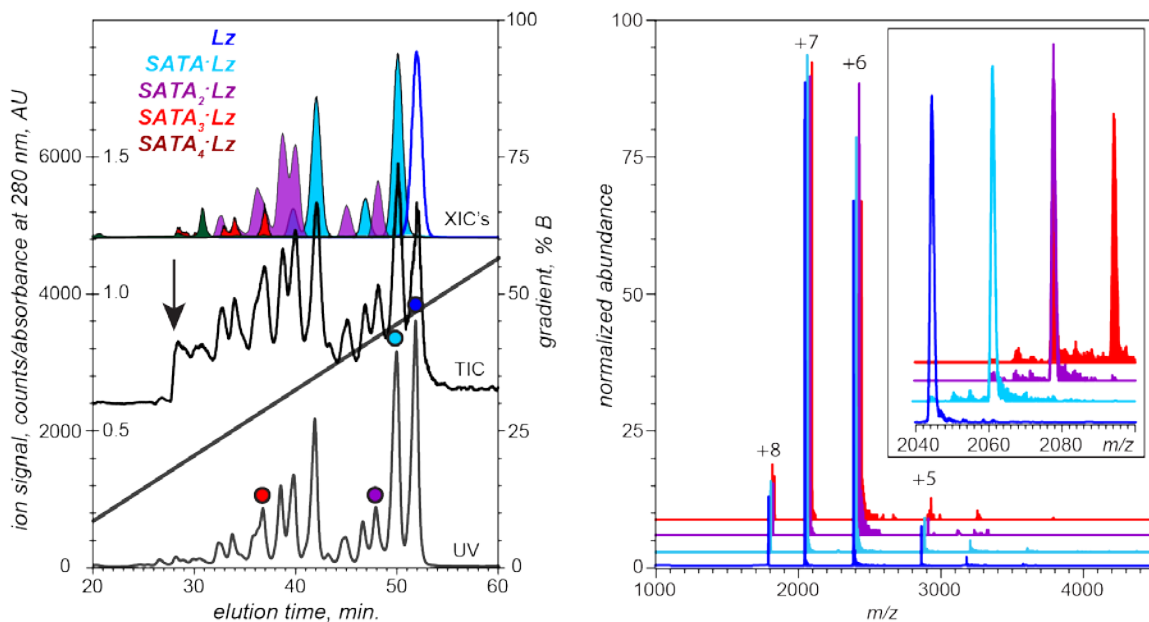 Lz
SATA·Lz
SATA₂·Lz
SATA₃·Lz
SATA₄·Lz
XIC's
TIC
UV
ion signal, counts/absorbance at 280 nm, AU
6000
4000
2000
0
1.5
1.0
0.5
20
30
40
50
60
elution time, min.
100
75
50
25
0
gradient, % B
normalized abundance
100
75
50
25
0
+8
+7
+6
+5
1000
2000
3000
4000
m/z
2040
2060
2080
m/z